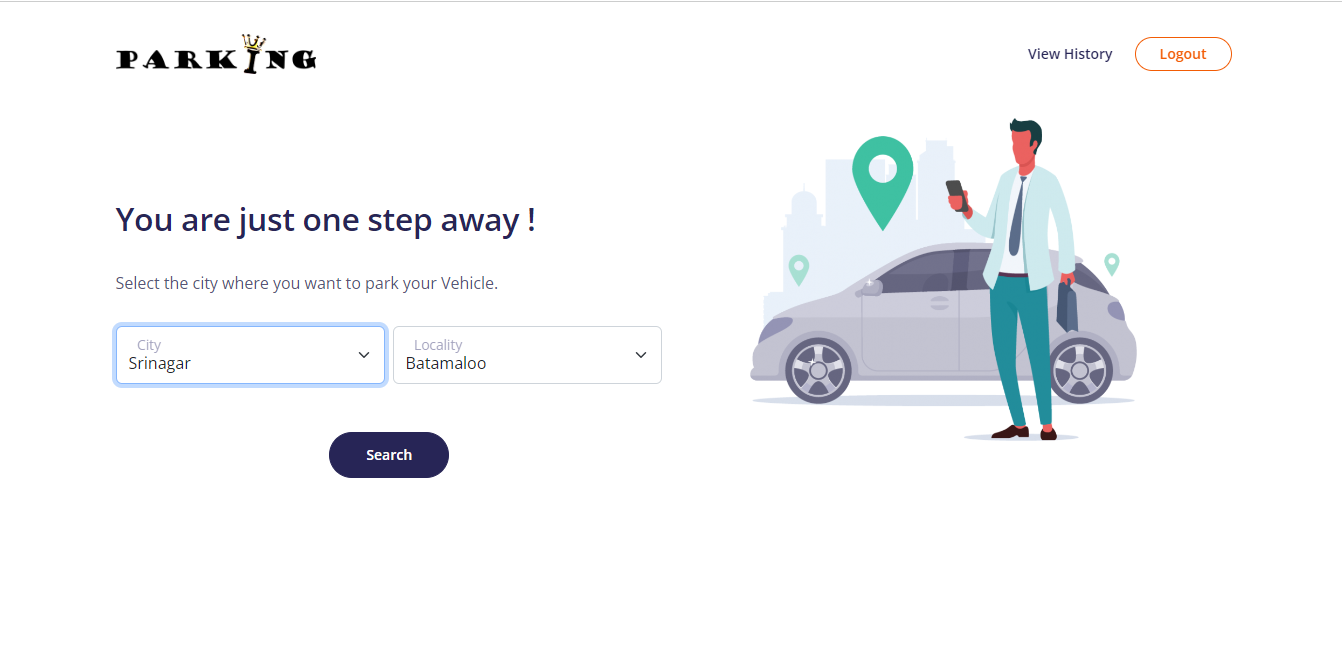 PARKING
View History
Logout
You are just one step away !
Select the city where you want to park your Vehicle.
City
Srinagar
Locality
Batamaloo
Search